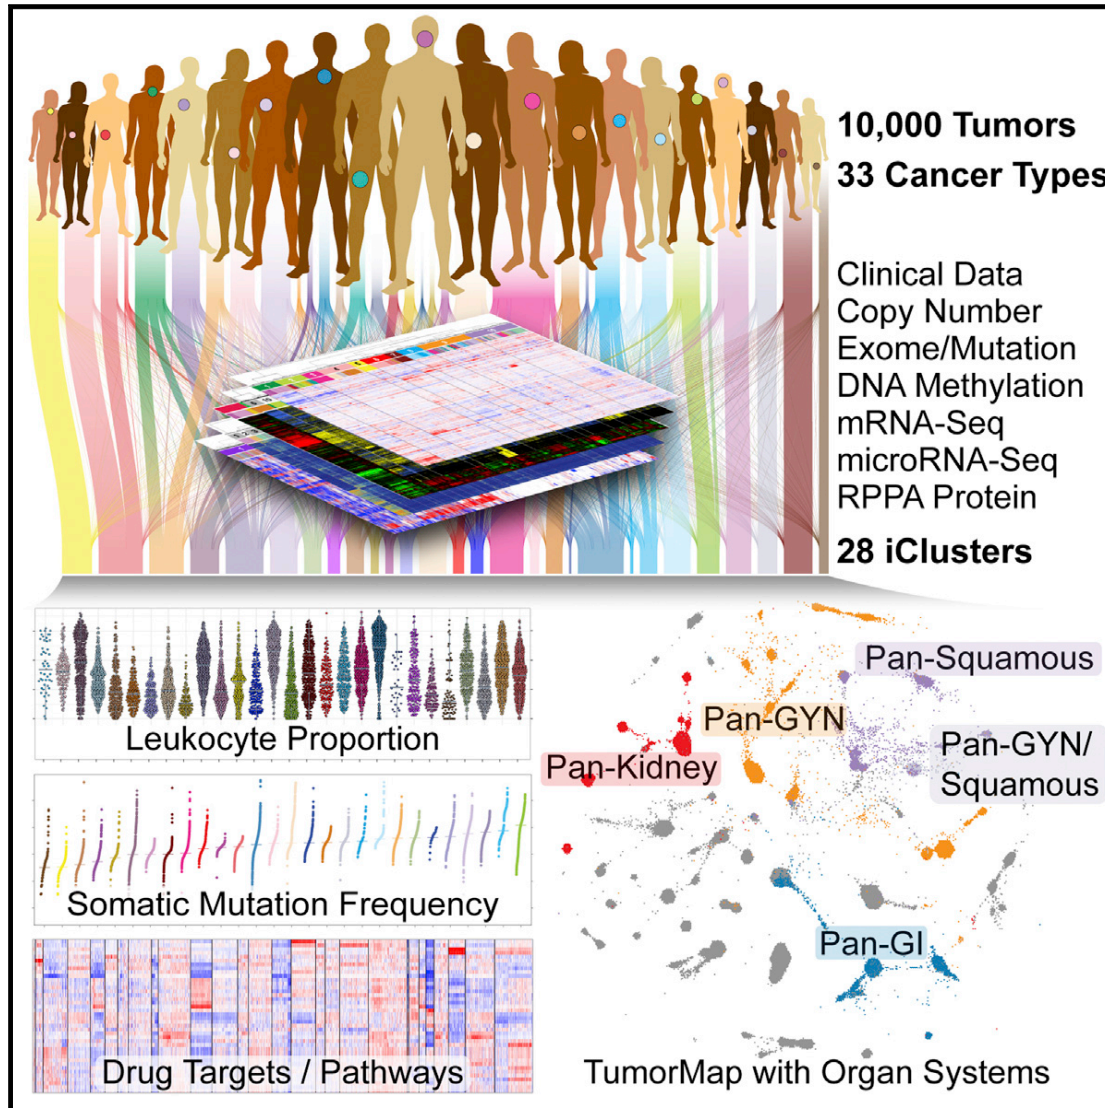 10,000 Tumors
33 Cancer Types
Clinical Data
Copy Number
Exome/Mutation
DNA Methylation
mRNA-Seq
microRNA-Seq
RPPA Protein
28 iClusters
Leukocyte Proportion
Somatic Mutation Frequency
Drug Targets / Pathways
Pan-Squamous
Pan-GYN
Pan-GYN/
Squamous
Pan-Kidney
Pan-GI
TumorMap with Organ Systems